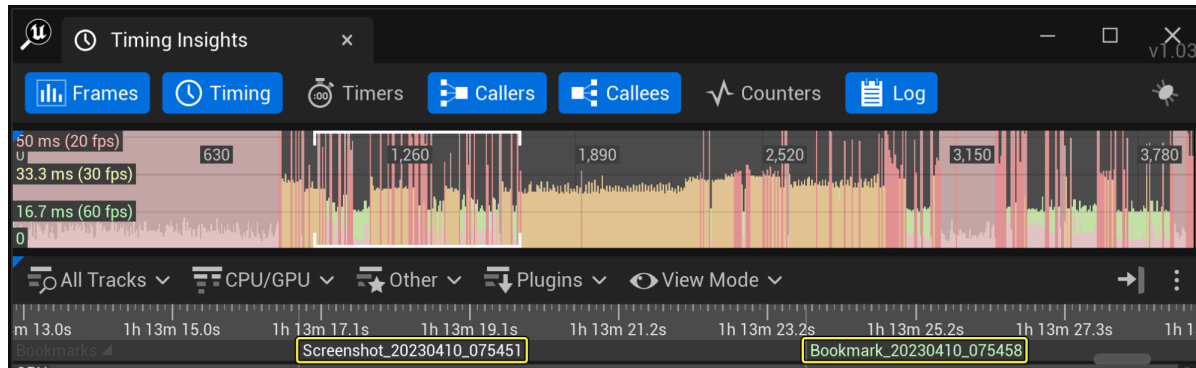 Timing Insights
v1.03
Frames Timing Timers Callers Callees Counters Log
50 ms (20 fps)
0 630 1,260 1,890 2,520 3,150 3,780
33.3 ms (30 fps)
16.7 ms (60 fps)
0
All Tracks CPU/GPU Other Plugins View Mode
m 13.0s 1h 13m 15.0s 1h 13m 17.1s 1h 13m 19.1s 1h 13m 21.2s 1h 13m 23.2s 1h 13m 25.2s 1h 13m 27.3s 1h 1
Bookmarks Screenshot_20230410_075451 Bookmark_20230410_075458